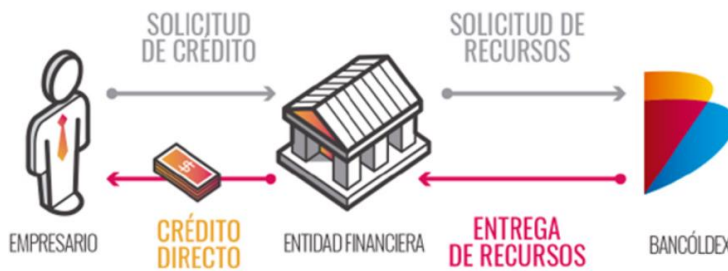 SOLICITUD
DE CRÉDITO
SOLICITUD DE
RECURSOS
$
EMPRESARIO
CRÉDITO
DIRECTO
ENTIDAD FINANCIERA
ENTREGA
DE RECURSOS
BANCÓLDEX